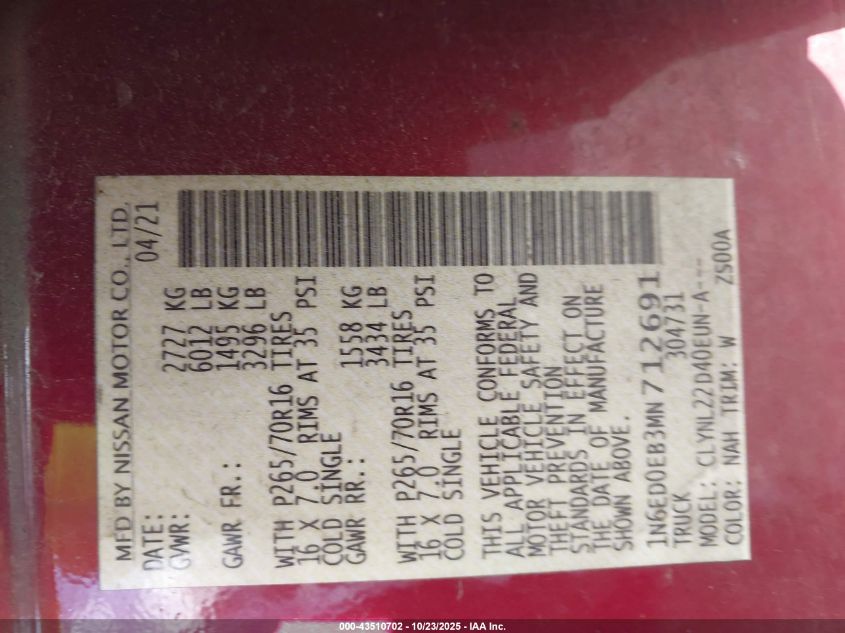 MFD BY NISSAN MOTOR CO., LTD.
DATE: 04/21
GVWR: 2727 KG
6012 LB
GAWR FR.: 1495 KG
3296 LB
WITH P265/70R16 TIRES
16 X 7.0 RIMS AT 35 PSI
COLD SINGLE
GAWR RR.: 1558 KG
3434 LB
WITH P265/70R16 TIRES
16 X 7.0 RIMS AT 35 PSI
COLD SINGLE
THIS VEHICLE CONFORMS TO
ALL APPLICABLE FEDERAL
MOTOR VEHICLE SAFETY AND
THEFT PREVENTION
STANDARDS IN EFFECT ON
THE DATE OF MANUFACTURE
SHOWN ABOVE.
1N6ED0EB3MN712691
TRUCK 304731
MODEL: CLYNL22D40EUN-A---
COLOR: NAH TRIM: W ZS00A
000-43510702 - 10/23/2025 - IAA Inc.